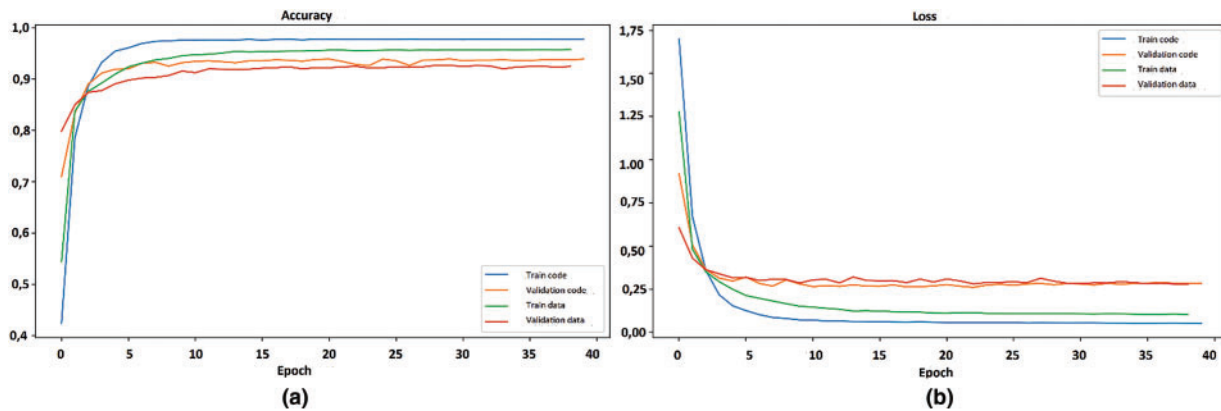 Accuracy
1,0
0,9
0,8
0,7
0,6
0,5
0,4
0 5 10 15 20 25 30 35 40
Epoch
Train code
Validation code
Train data
Validation data
(a)
Loss
1,75
1,50
1,25
1.00
0,75
0,50
0,25
0,00
0 5 10 15 20 25 30 35 40
Epoch
Train code
Validation code
Train data
Validation data
(b)